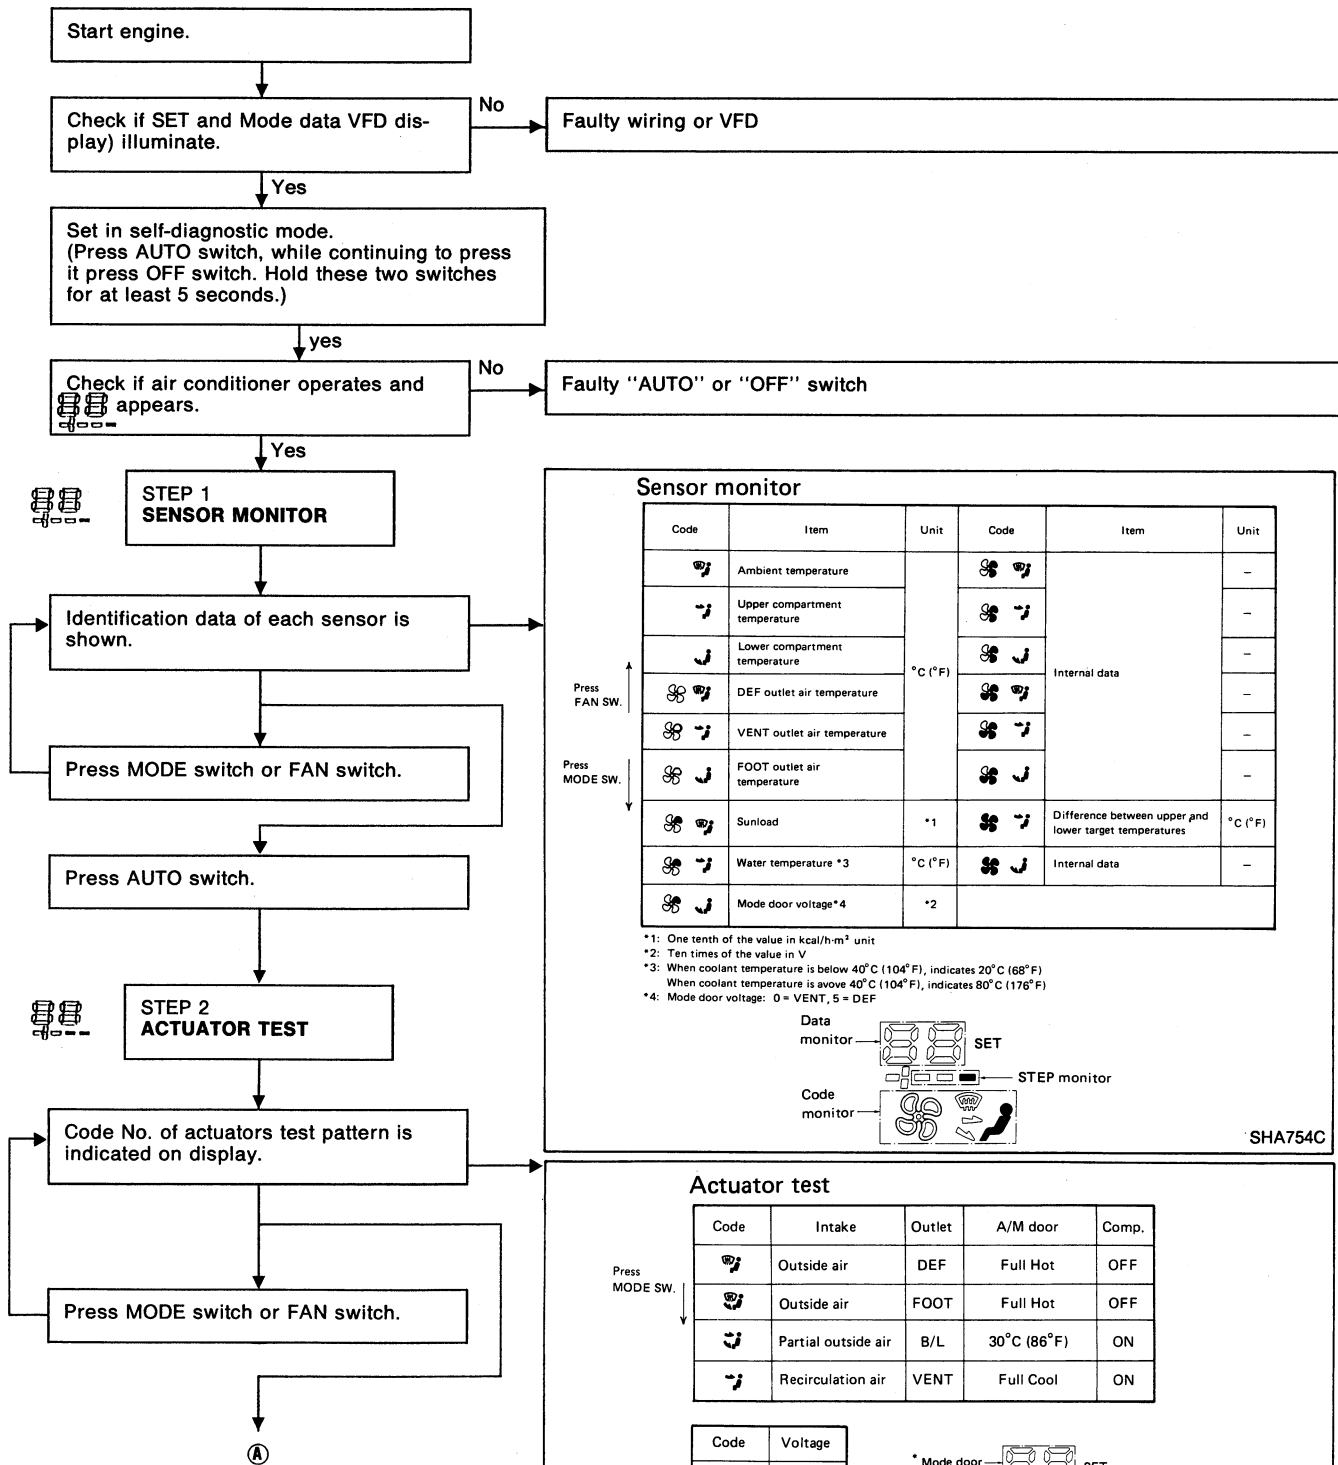 Start engine.
Check if SET and Mode data VFD dis-
play) illuminate.
No
Faulty wiring or VFD
Yes
Set in self-diagnostic mode.
(Press AUTO switch, while continuing to press
it press OFF switch. Hold these two switches
for at least 5 seconds.)
yes
Check if air conditioner operates and
appears.
No
Faulty "AUTO" or "OFF" switch
Yes
STEP 1
SENSOR MONITOR
Identification data of each sensor is
shown.
Press MODE switch or FAN switch.
Press AUTO switch.
STEP 2
ACTUATOR TEST
Code No. of actuators test pattern is
indicated on display.
Press MODE switch or FAN switch.
A
Sensor monitor
Code Item Unit Code Item Unit
Ambient temperature –
Upper compartment
temperature –
Lower compartment
temperature –
°C (°F) Internal data
Press
FAN SW.
DEF outlet air temperature –
VENT outlet air temperature –
Press
MODE SW.
FOOT outlet air
temperature –
Sunload *1 Difference between upper and
lower target temperatures °C (°F)
Water temperature *3 °C (°F) Internal data –
Mode door voltage*4 *2
*1: One tenth of the value in kcal/h·m² unit
*2: Ten times of the value in V
*3: When coolant temperature is below 40°C (104°F), indicates 20°C (68°F)
When coolant temperature is avove 40°C (104°F), indicates 80°C (176°F)
*4: Mode door voltage: 0 = VENT, 5 = DEF
Data
monitor
SET
STEP monitor
Code
monitor
SHA754C
Actuator test
Code Intake Outlet A/M door Comp.
Press
MODE SW.
Outside air DEF Full Hot OFF
Outside air FOOT Full Hot OFF
Partial outside air B/L 30°C (86°F) ON
Recirculation air VENT Full Cool ON
Code Voltage
* Mode door
SET